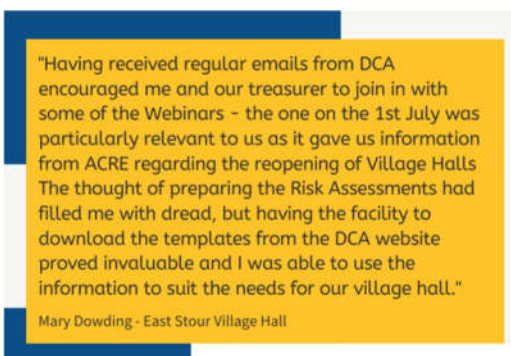 "Having received regular emails from DCA
encouraged me and our treasurer to join in with
some of the Webinars - the one on the 1st July was
particularly relevant to us as it gave us information
from ACRE regarding the reopening of Village Halls
The thought of preparing the Risk Assessments had
filled me with dread, but having the facility to
download the templates from the DCA website
proved invaluable and I was able to use the
information to suit the needs for our village hall."
Mary Dowding - East Stour Village Hall